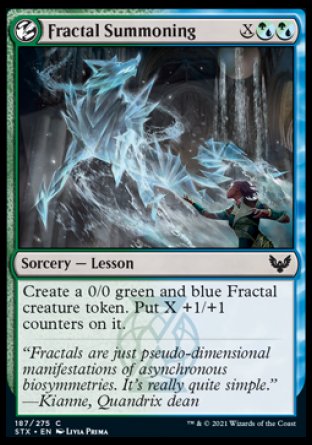 Fractal Summoning X
Sorcery — Lesson
Create a 0/0 green and blue Fractal
creature token. Put X +1/+1
counters on it.
“Fractals are just pseudo-dimensional
manifestations of asynchronous
biosymmetries. It’s really quite simple.”
—Kianne, Quandrix dean
187/275 C
STX • EN LIVIA PRIMA
™ & © 2021 Wizards of the Coast